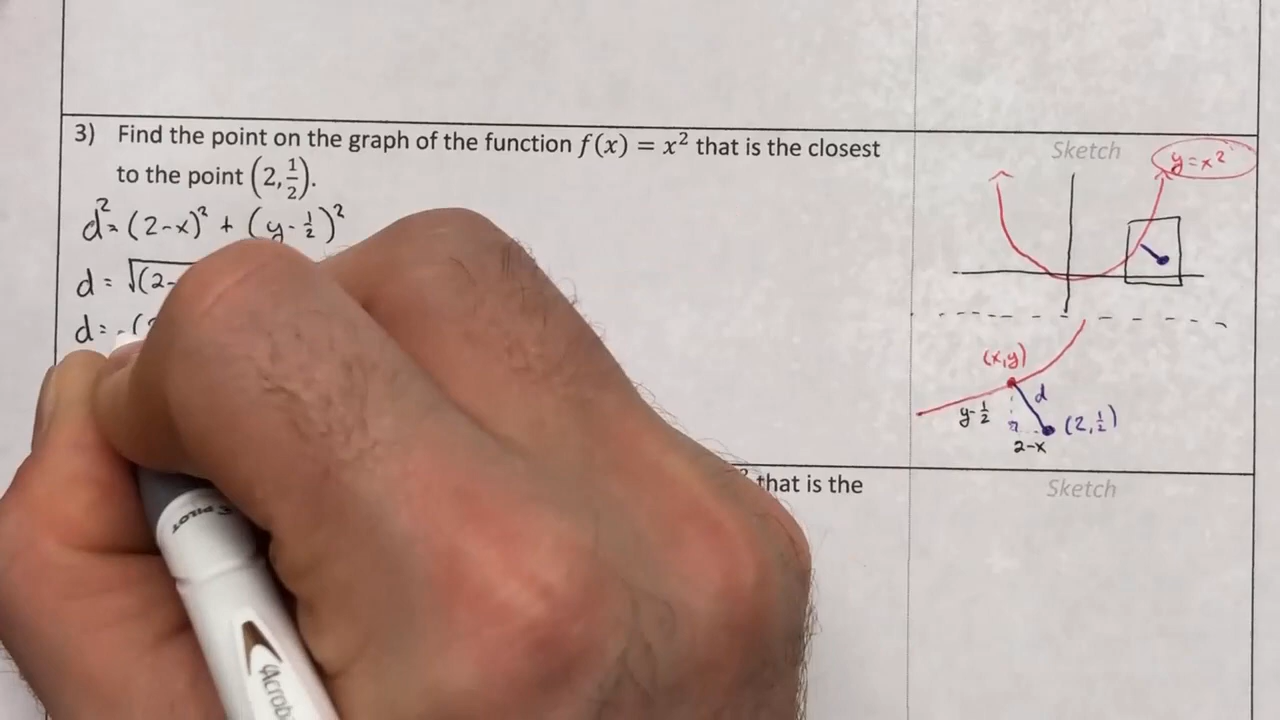 3) Find the point on the graph of the function f(x) = x² that is the closest
to the point (2, 1/2).
d² = (2-x)² + (y - 1/2)²
d = √(2-
d =
Sketch
y = x²
(x,y)
d
y-1/2
(2, 1/2)
2-x
that is the
Sketch
PILOT
Acrob